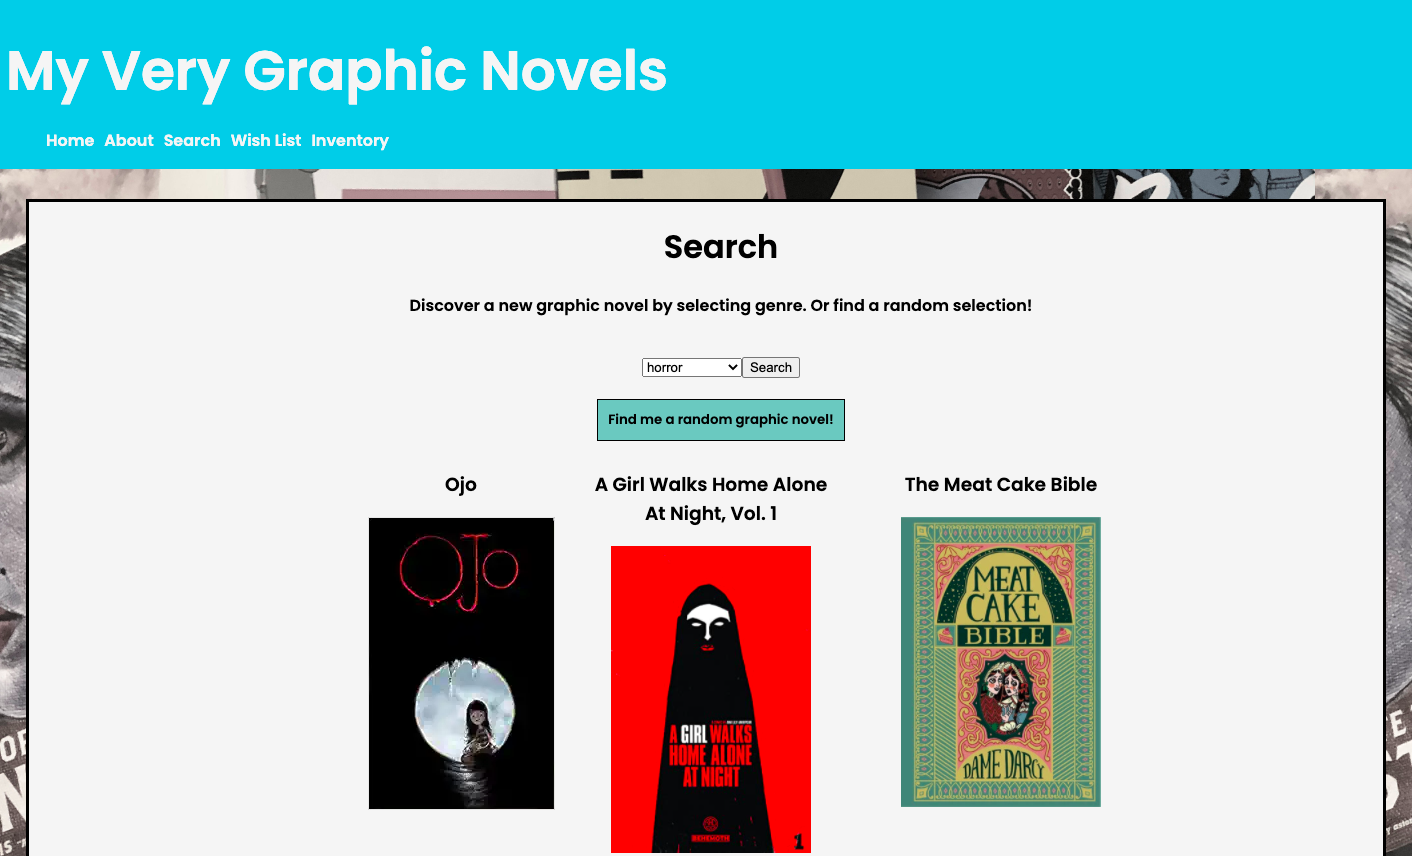 My Very Graphic Novels
Home About Search Wish List Inventory
Search
Discover a new graphic novel by selecting genre. Or find a random selection!
horror Search
Find me a random graphic novel!
Ojo
A Girl Walks Home Alone
At Night, Vol. 1
The Meat Cake Bible
OJO
MEAT
CAKE
BIBLE
DAME DARCY
A GIRL WALKS
HOME ALONE
AT NIGHT
1